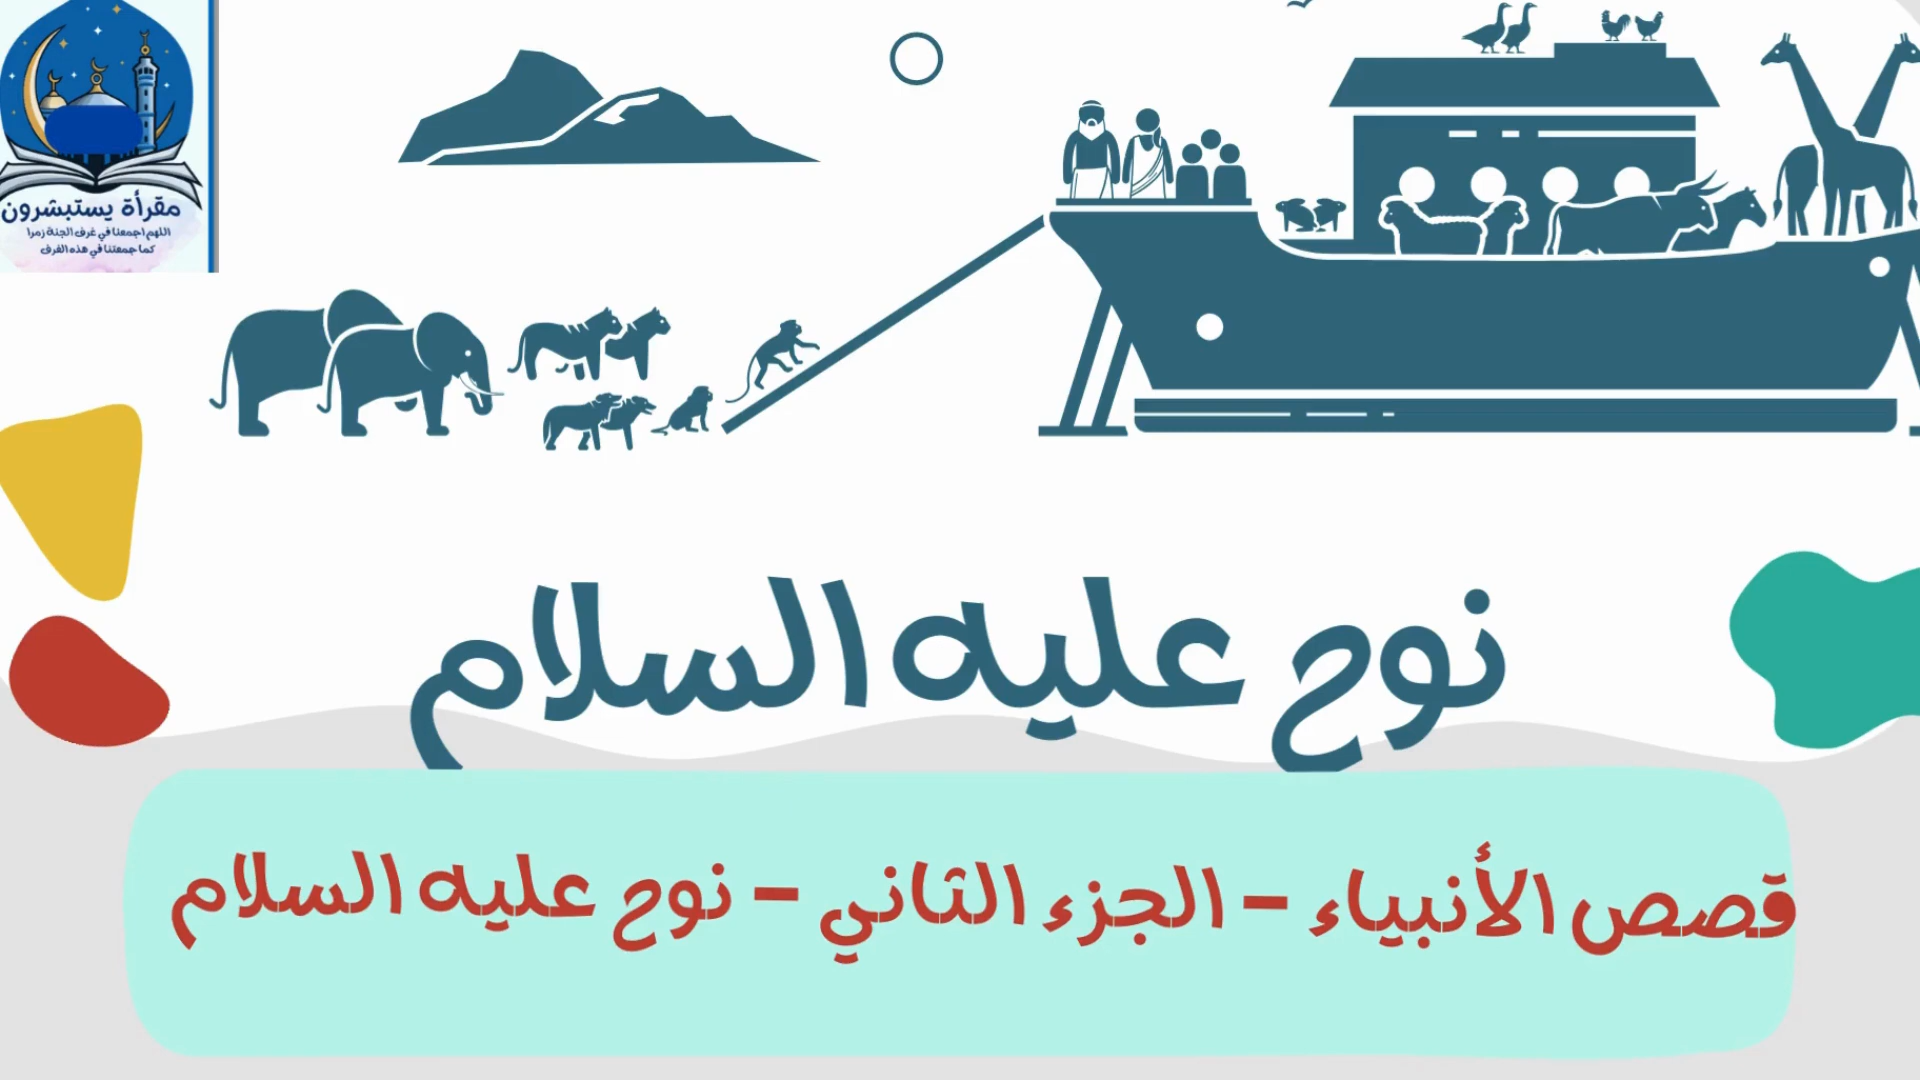 مقرأة يستبشرون
اللهم اجمعنا في غرف الجنة زمرا
كما جمعتنا في هذه الغرف
نوح عليه السلام
قصص الأنبياء – الجزء الثاني – نوح عليه السلام